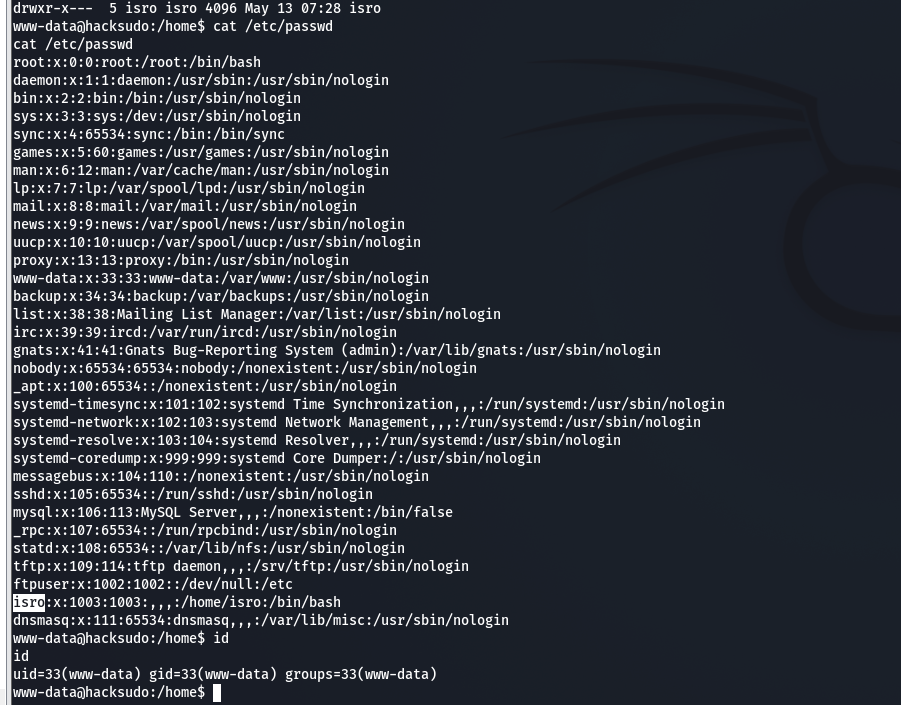 drwxr-x---  5 isro isro 4096 May 13 07:28 isro
www-data@hacksudo:/home$ cat /etc/passwd
cat /etc/passwd
root:x:0:0:root:/root:/bin/bash
daemon:x:1:1:daemon:/usr/sbin:/usr/sbin/nologin
bin:x:2:2:bin:/bin:/usr/sbin/nologin
sys:x:3:3:sys:/dev:/usr/sbin/nologin
sync:x:4:65534:sync:/bin:/bin/sync
games:x:5:60:games:/usr/games:/usr/sbin/nologin
man:x:6:12:man:/var/cache/man:/usr/sbin/nologin
lp:x:7:7:lp:/var/spool/lpd:/usr/sbin/nologin
mail:x:8:8:mail:/var/mail:/usr/sbin/nologin
news:x:9:9:news:/var/spool/news:/usr/sbin/nologin
uucp:x:10:10:uucp:/var/spool/uucp:/usr/sbin/nologin
proxy:x:13:13:proxy:/bin:/usr/sbin/nologin
www-data:x:33:33:www-data:/var/www:/usr/sbin/nologin
backup:x:34:34:backup:/var/backups:/usr/sbin/nologin
list:x:38:38:Mailing List Manager:/var/list:/usr/sbin/nologin
irc:x:39:39:ircd:/var/run/ircd:/usr/sbin/nologin
gnats:x:41:41:Gnats Bug-Reporting System (admin):/var/lib/gnats:/usr/sbin/nologin
nobody:x:65534:65534:nobody:/nonexistent:/usr/sbin/nologin
_apt:x:100:65534::/nonexistent:/usr/sbin/nologin
systemd-timesync:x:101:102:systemd Time Synchronization,,,:/run/systemd:/usr/sbin/nologin
systemd-network:x:102:103:systemd Network Management,,,:/run/systemd:/usr/sbin/nologin
systemd-resolve:x:103:104:systemd Resolver,,,:/run/systemd:/usr/sbin/nologin
systemd-coredump:x:999:999:systemd Core Dumper:/:/usr/sbin/nologin
messagebus:x:104:110::/nonexistent:/usr/sbin/nologin
sshd:x:105:65534::/run/sshd:/usr/sbin/nologin
mysql:x:106:113:MySQL Server,,,:/nonexistent:/bin/false
_rpc:x:107:65534::/run/rpcbind:/usr/sbin/nologin
statd:x:108:65534::/var/lib/nfs:/usr/sbin/nologin
tftp:x:109:114:tftp daemon,,,:/srv/tftp:/usr/sbin/nologin
ftpuser:x:1002:1002::/dev/null:/etc
isro:x:1003:1003:,,,:/home/isro:/bin/bash
dnsmasq:x:111:65534:dnsmasq,,,:/var/lib/misc:/usr/sbin/nologin
www-data@hacksudo:/home$ id
id
uid=33(www-data) gid=33(www-data) groups=33(www-data)
www-data@hacksudo:/home$